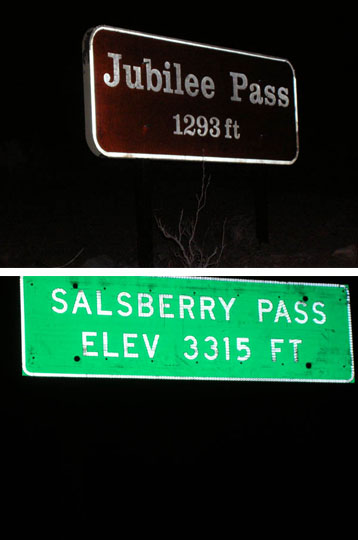 Jubilee Pass
1293 ft
SALSBERRY PASS
ELEV 3315 FT